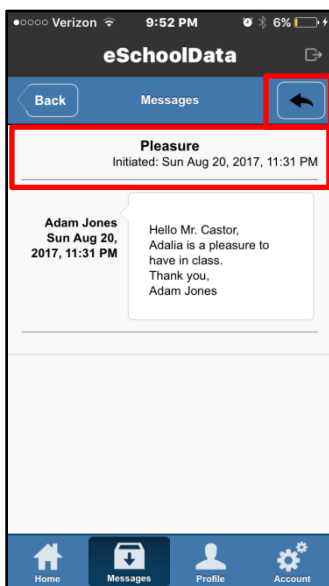 Verizon 9:52 PM 6%
eSchoolData
Back Messages
Pleasure
Initiated: Sun Aug 20, 2017, 11:31 PM
Adam Jones
Sun Aug 20,
2017, 11:31 PM
Hello Mr. Castor,
Adalia is a pleasure to
have in class.
Thank you,
Adam Jones
Home Messages Profile Account